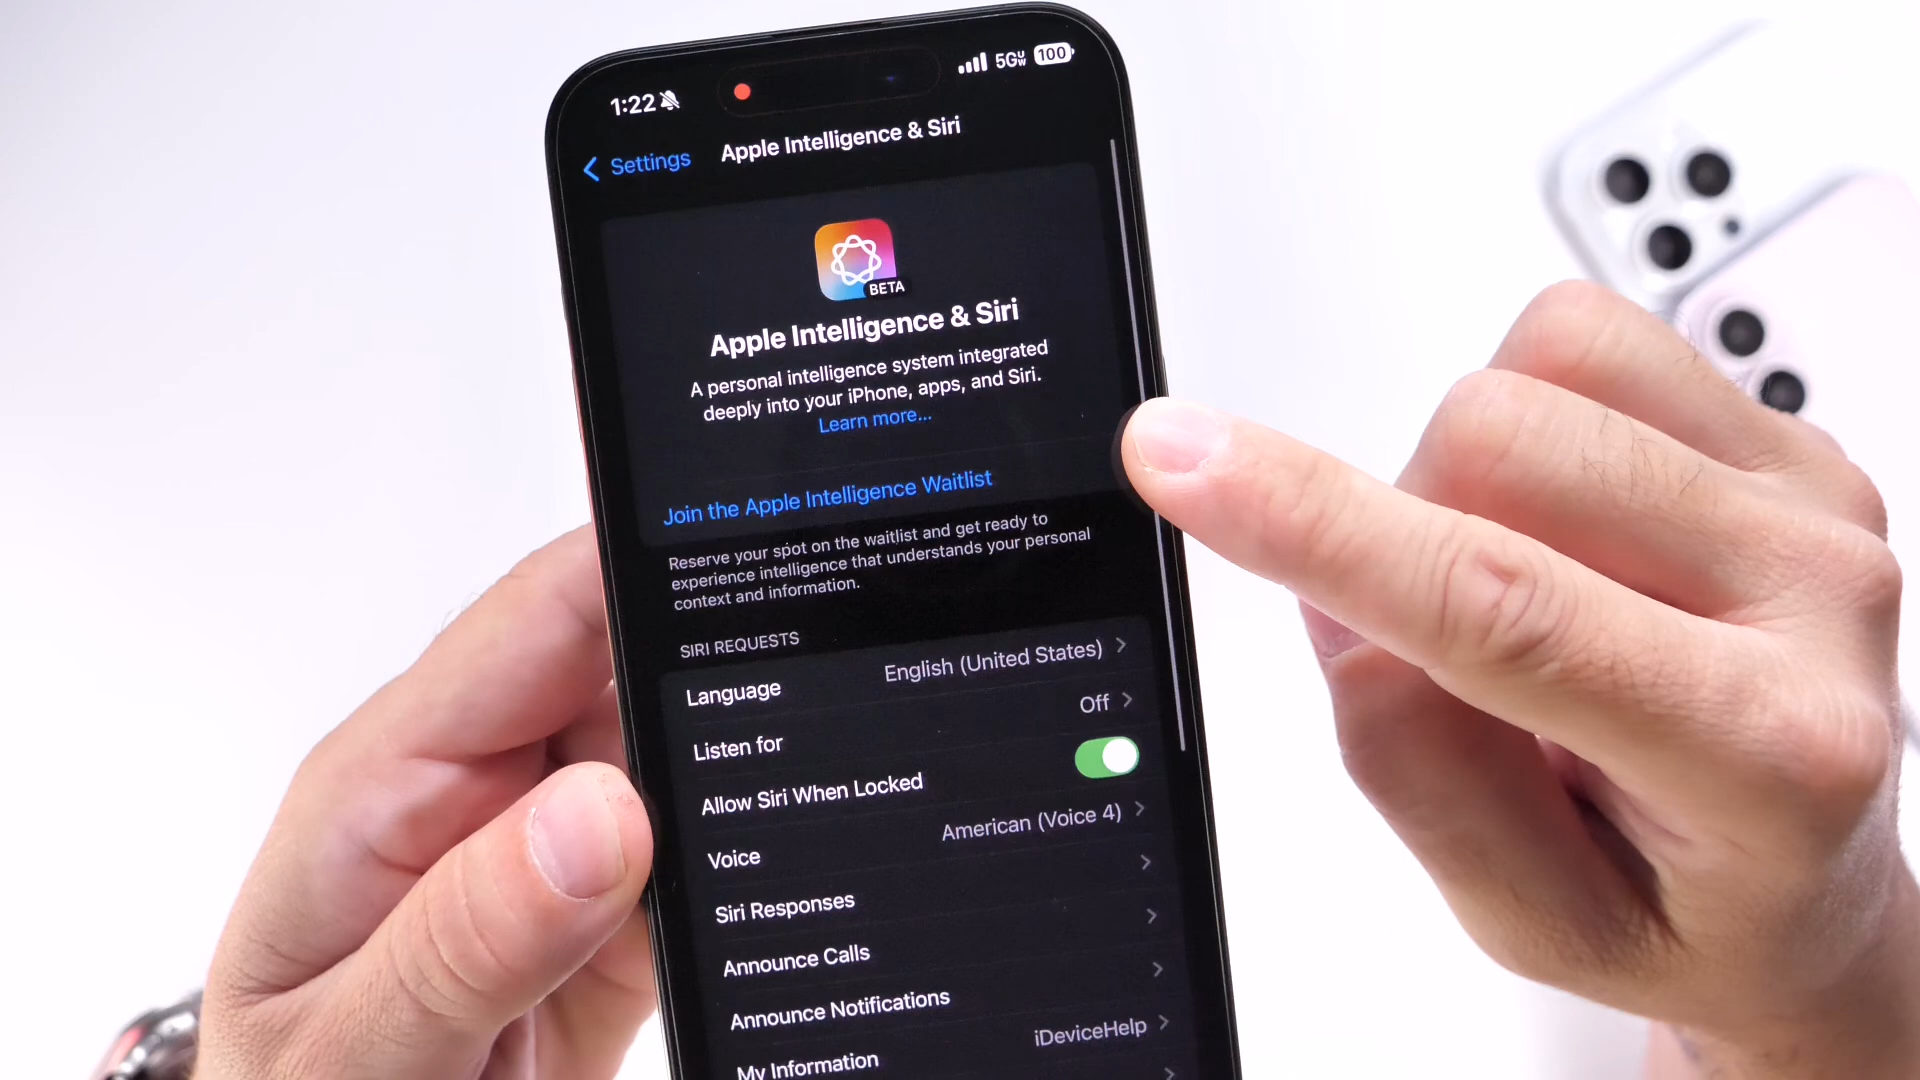 1:22
5G UW 100
Settings
Apple Intelligence & Siri
BETA
Apple Intelligence & Siri
A personal intelligence system integrated
deeply into your iPhone, apps, and Siri.
Learn more...
Join the Apple Intelligence Waitlist
Reserve your spot on the waitlist and get ready to
experience intelligence that understands your personal
context and information.
SIRI REQUESTS
Language English (United States)
Listen for Off
Allow Siri When Locked
Voice American (Voice 4)
Siri Responses
Announce Calls
Announce Notifications
My Information iDeviceHelp